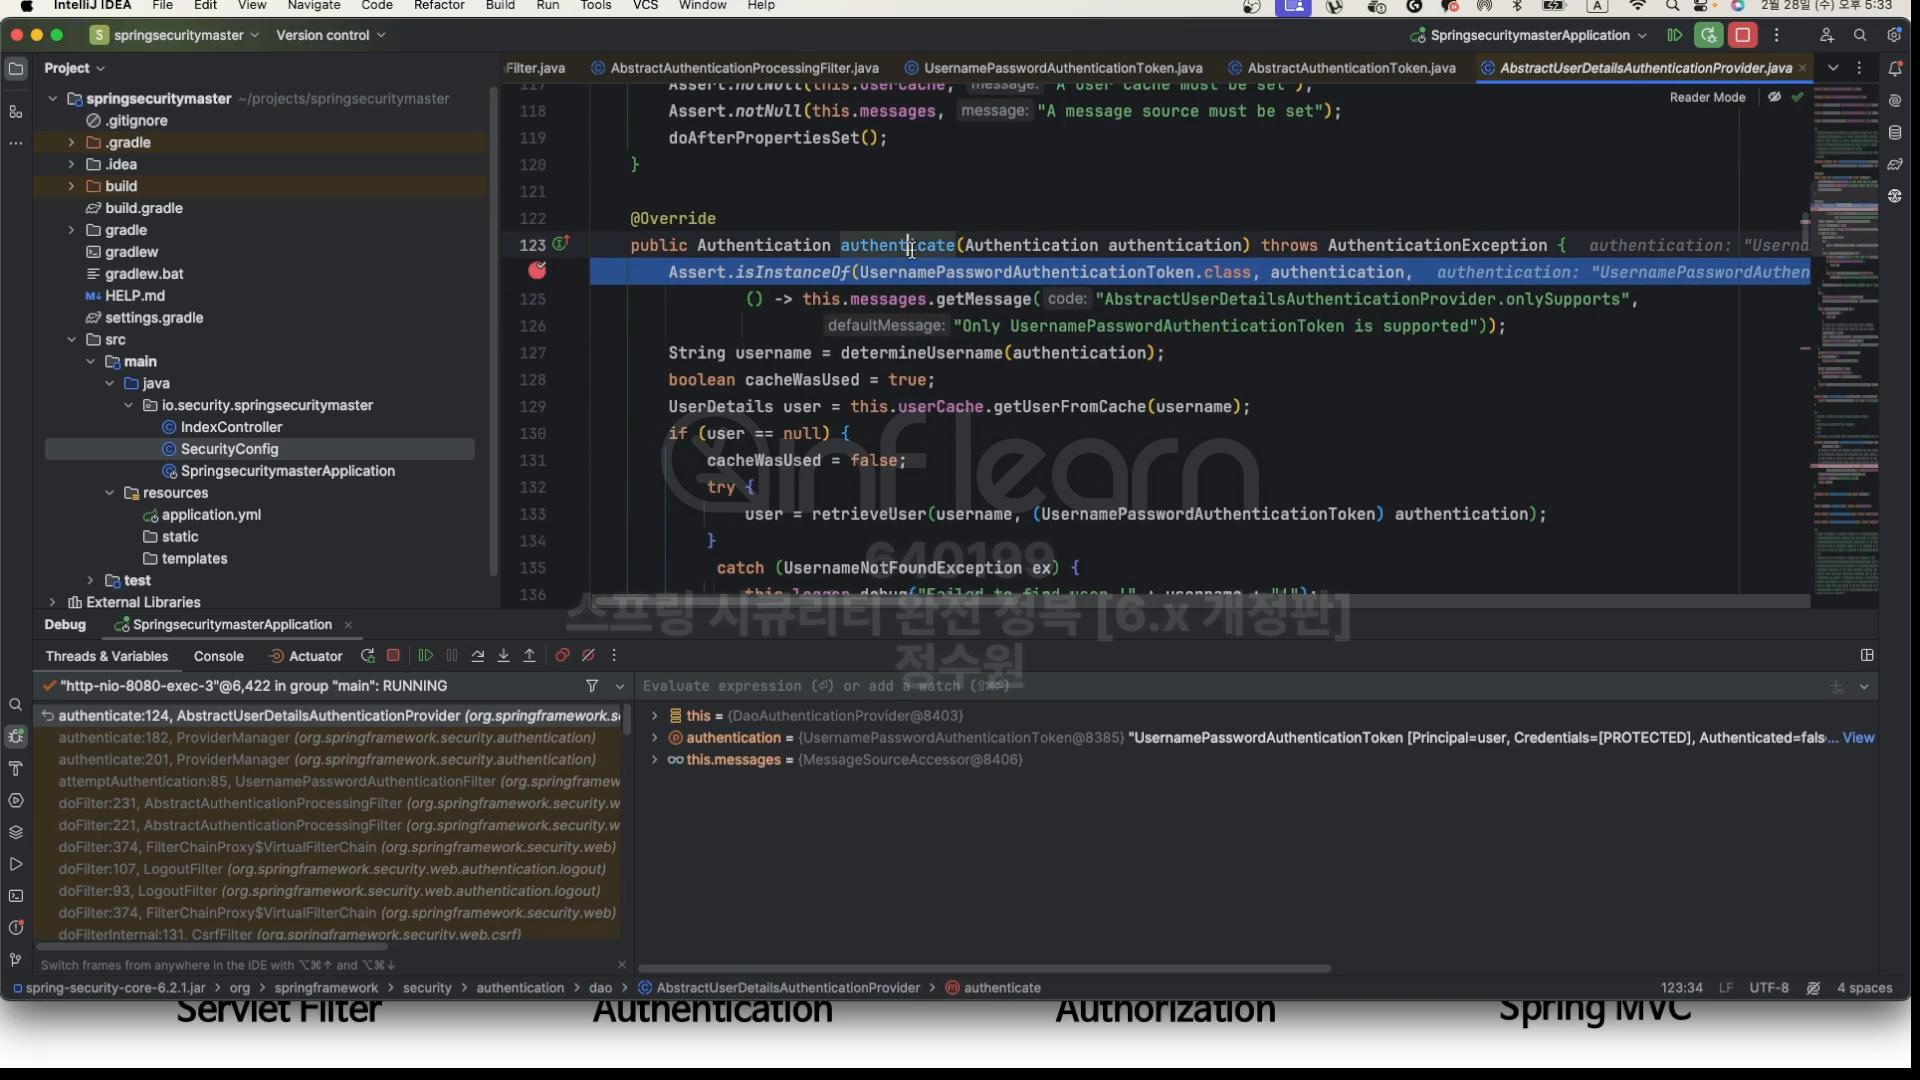 IntelliJ IDEA File Edit View Navigate Code Refactor Build Run Tools VCS Window Help A 2월 28일 (수) 오후 5:33
S springsecuritymaster Version control SpringsecuritymasterApplication
Project
Filter.java AbstractAuthenticationProcessingFilter.java UsernamePasswordAuthenticationToken.java AbstractAuthenticationToken.java AbstractUserDetailsAuthenticationProvider.java
Reader Mode
springsecuritymaster ~/projects/springsecuritymaster
.gitignore
.gradle
.idea
build
build.gradle
gradle
gradlew
gradlew.bat
M↓ HELP.md
settings.gradle
src
main
java
io.security.springsecuritymaster
IndexController
SecurityConfig
SpringsecuritymasterApplication
resources
application.yml
static
templates
test
External Libraries
117 Assert.notNull(this.userCache, message: "A user cache must be set");
118 Assert.notNull(this.messages, message: "A message source must be set");
119 doAfterPropertiesSet();
120 }
121
122 @Override
123 public Authentication authenticate(Authentication authentication) throws AuthenticationException { authentication: "Userna
Assert.isInstanceOf(UsernamePasswordAuthenticationToken.class, authentication, authentication: "UsernamePasswordAuthen
125 () -> this.messages.getMessage( code: "AbstractUserDetailsAuthenticationProvider.onlySupports",
126 defaultMessage: "Only UsernamePasswordAuthenticationToken is supported"));
127 String username = determineUsername(authentication);
128 boolean cacheWasUsed = true;
129 UserDetails user = this.userCache.getUserFromCache(username);
130 if (user == null) {
131 cacheWasUsed = false;
132 try {
133 user = retrieveUser(username, (UsernamePasswordAuthenticationToken) authentication);
134 }
135 catch (UsernameNotFoundException ex) {
136 this.logger.debug("Failed to find user '" + username + "'");
inflearn
640199
스프링 시큐리티 완전 정복 [6.x 개정판]
정수원
Debug SpringsecuritymasterApplication
Threads & Variables Console Actuator
"http-nio-8080-exec-3"@6,422 in group "main": RUNNING
Evaluate expression (⏎) or add a watch (⇧⌘⏎)
authenticate:124, AbstractUserDetailsAuthenticationProvider (org.springframework.s
authenticate:182, ProviderManager (org.springframework.security.authentication)
authenticate:201, ProviderManager (org.springframework.security.authentication)
attemptAuthentication:85, UsernamePasswordAuthenticationFilter (org.springframew
doFilter:231, AbstractAuthenticationProcessingFilter (org.springframework.security.w
doFilter:221, AbstractAuthenticationProcessingFilter (org.springframework.security.w
doFilter:374, FilterChainProxy$VirtualFilterChain (org.springframework.security.web)
doFilter:107, LogoutFilter (org.springframework.security.web.authentication.logout)
doFilter:93, LogoutFilter (org.springframework.security.web.authentication.logout)
doFilter:374, FilterChainProxy$VirtualFilterChain (org.springframework.security.web)
doFilterInternal:131, CsrfFilter (org.springframework.security.web.csrf)
this = {DaoAuthenticationProvider@8403}
authentication = {UsernamePasswordAuthenticationToken@8385} "UsernamePasswordAuthenticationToken [Principal=user, Credentials=[PROTECTED], Authenticated=fals... View
this.messages = {MessageSourceAccessor@8406}
Switch frames from anywhere in the IDE with ⌥⌘↑ and ⌥⌘↓
spring-security-core-6.2.1.jar > org > springframework > security > authentication > dao > AbstractUserDetailsAuthenticationProvider > authenticate 123:34 LF UTF-8 4 spaces
Servlet Filter Authentication Authorization Spring MVC